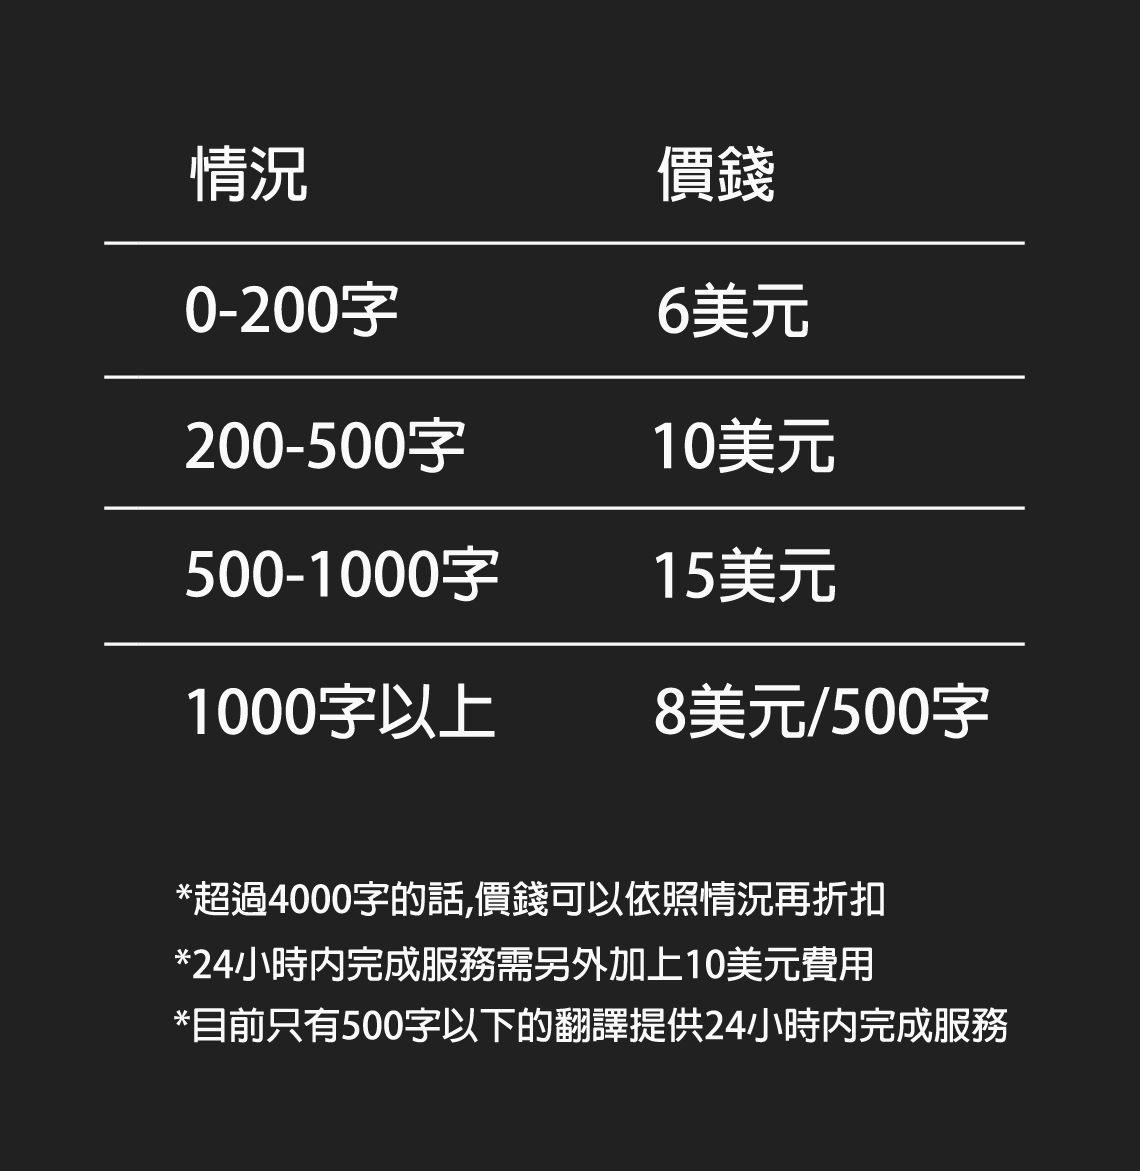 情況 價錢
0-200字 6美元
200-500字 10美元
500-1000字 15美元
1000字以上 8美元/500字
*超過4000字的話,價錢可以依照情況再折扣
*24小時内完成服務需另外加上10美元費用
*目前只有500字以下的翻譯提供24小時内完成服務